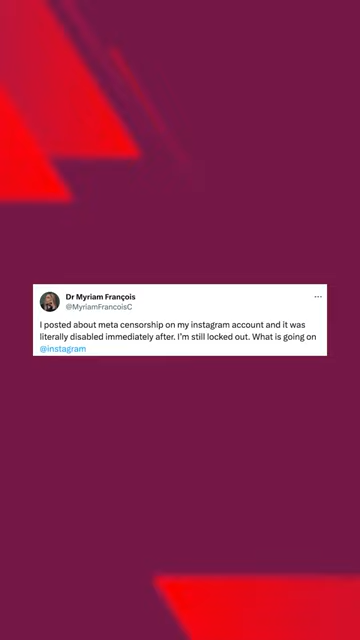 Dr Myriam François
@MyriamFrancoisC
I posted about meta censorship on my instagram account and it was
literally disabled immediately after. I'm still locked out. What is going on
@instagram